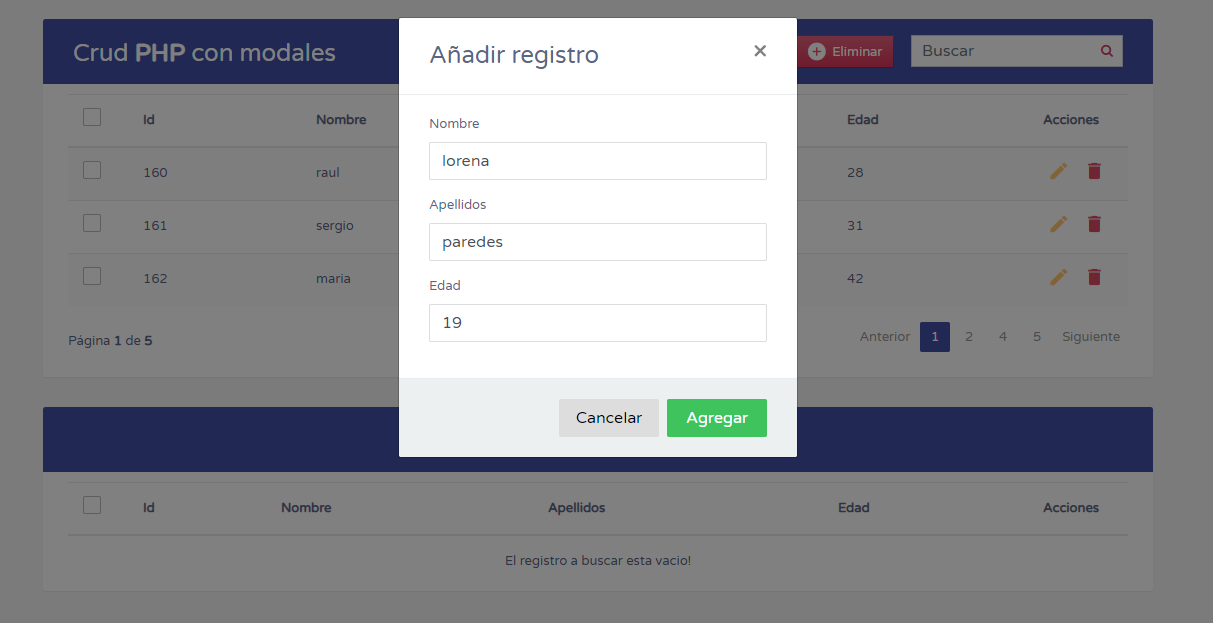 Crud PHP con modales
Eliminar
Buscar
Id Nombre Edad Acciones
160 raul 28
161 sergio 31
162 maria 42
Página 1 de 5
Anterior 1 2 4 5 Siguiente
Añadir registro ×
Nombre
lorena
Apellidos
paredes
Edad
19
Cancelar Agregar
Id Nombre Apellidos Edad Acciones
El registro a buscar esta vacio!